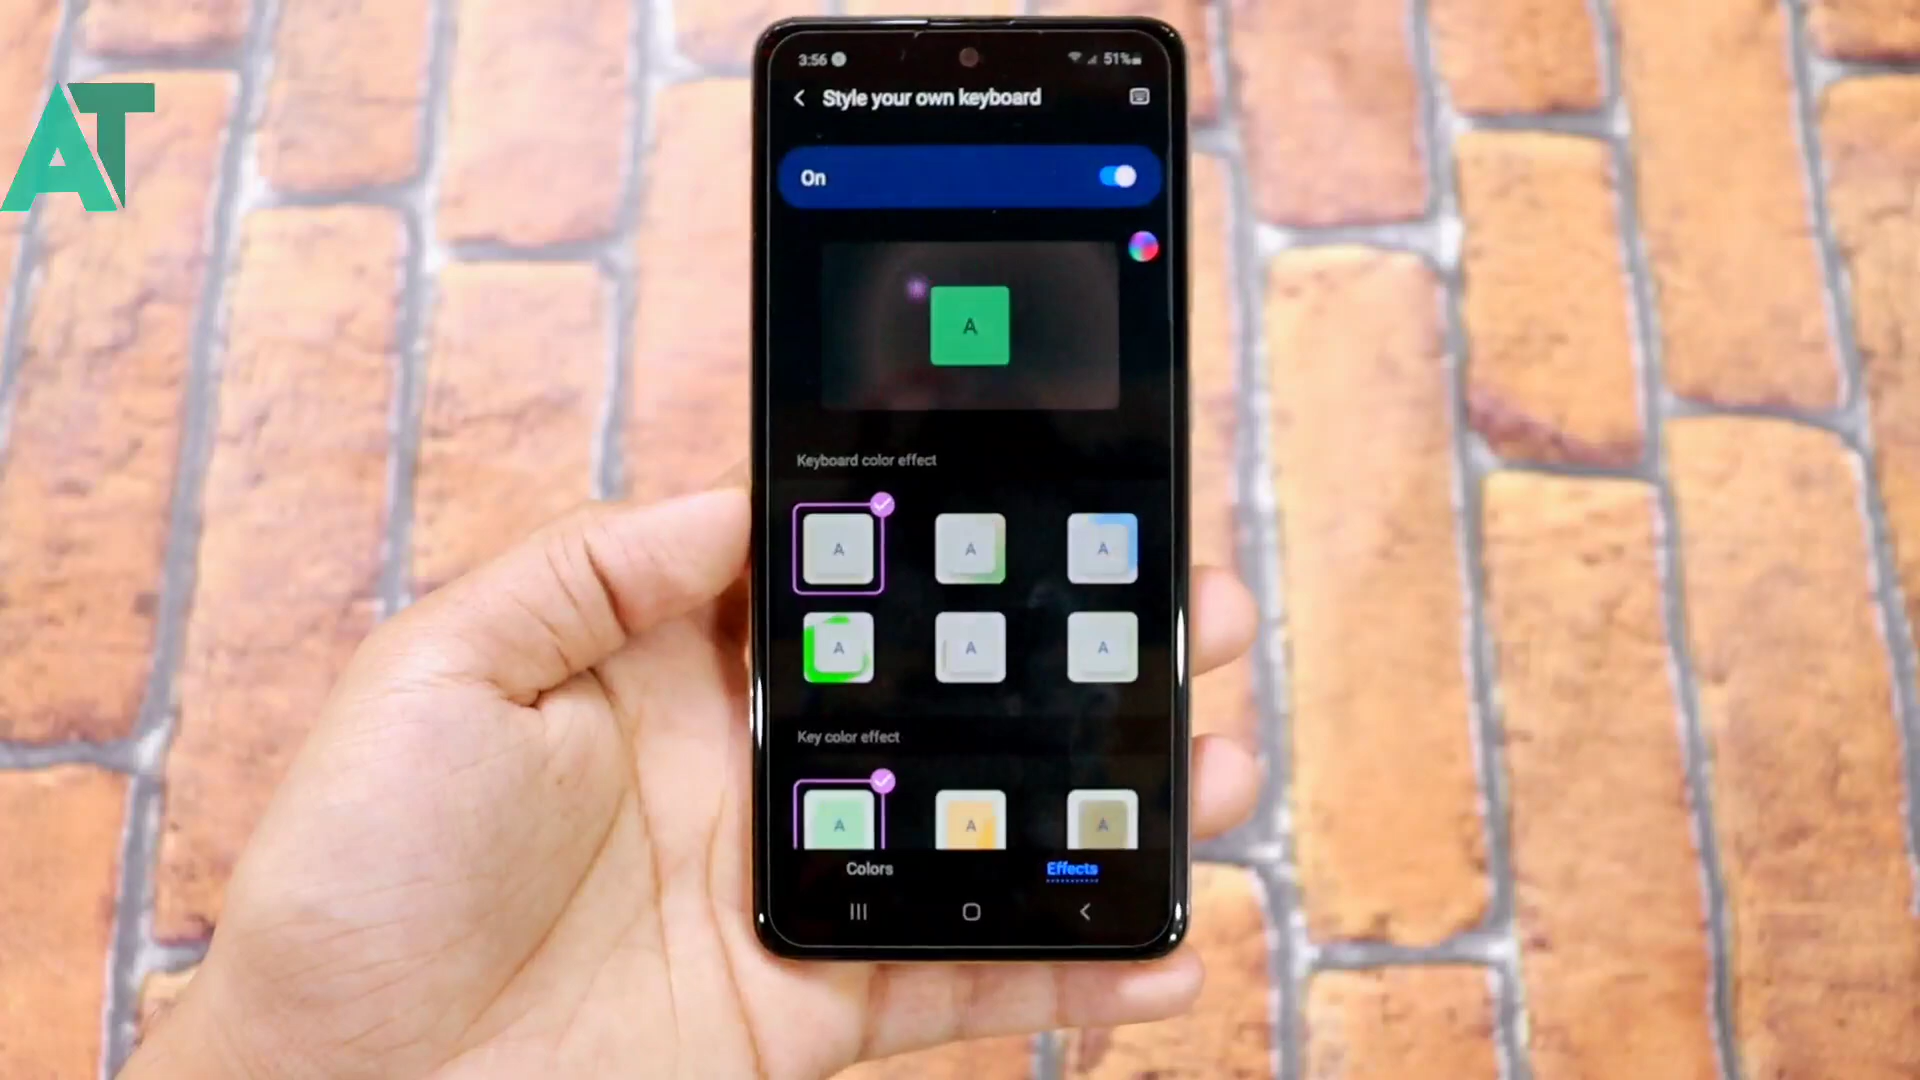 AT
3:56 51%
Style your own keyboard
On
A
Keyboard color effect
A A A
A A A
Key color effect
A A A
Colors Effects